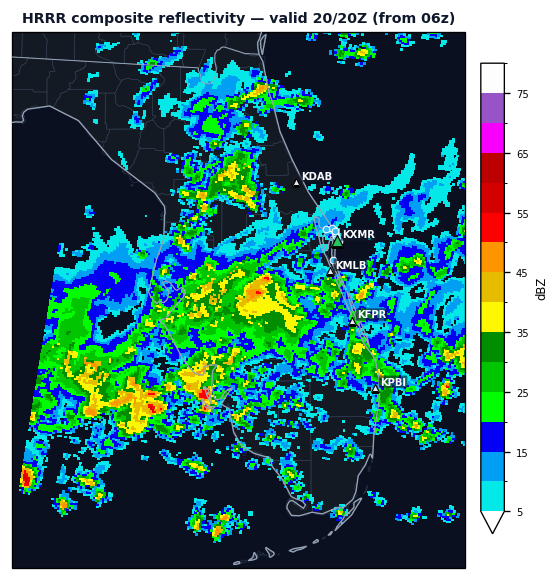 HRRR composite reflectivity — valid 20/20Z (from 06z)
KDAB
KXMR
KMLB
KFPR
KPBI
75
65
55
45
35
25
15
5
dBZ